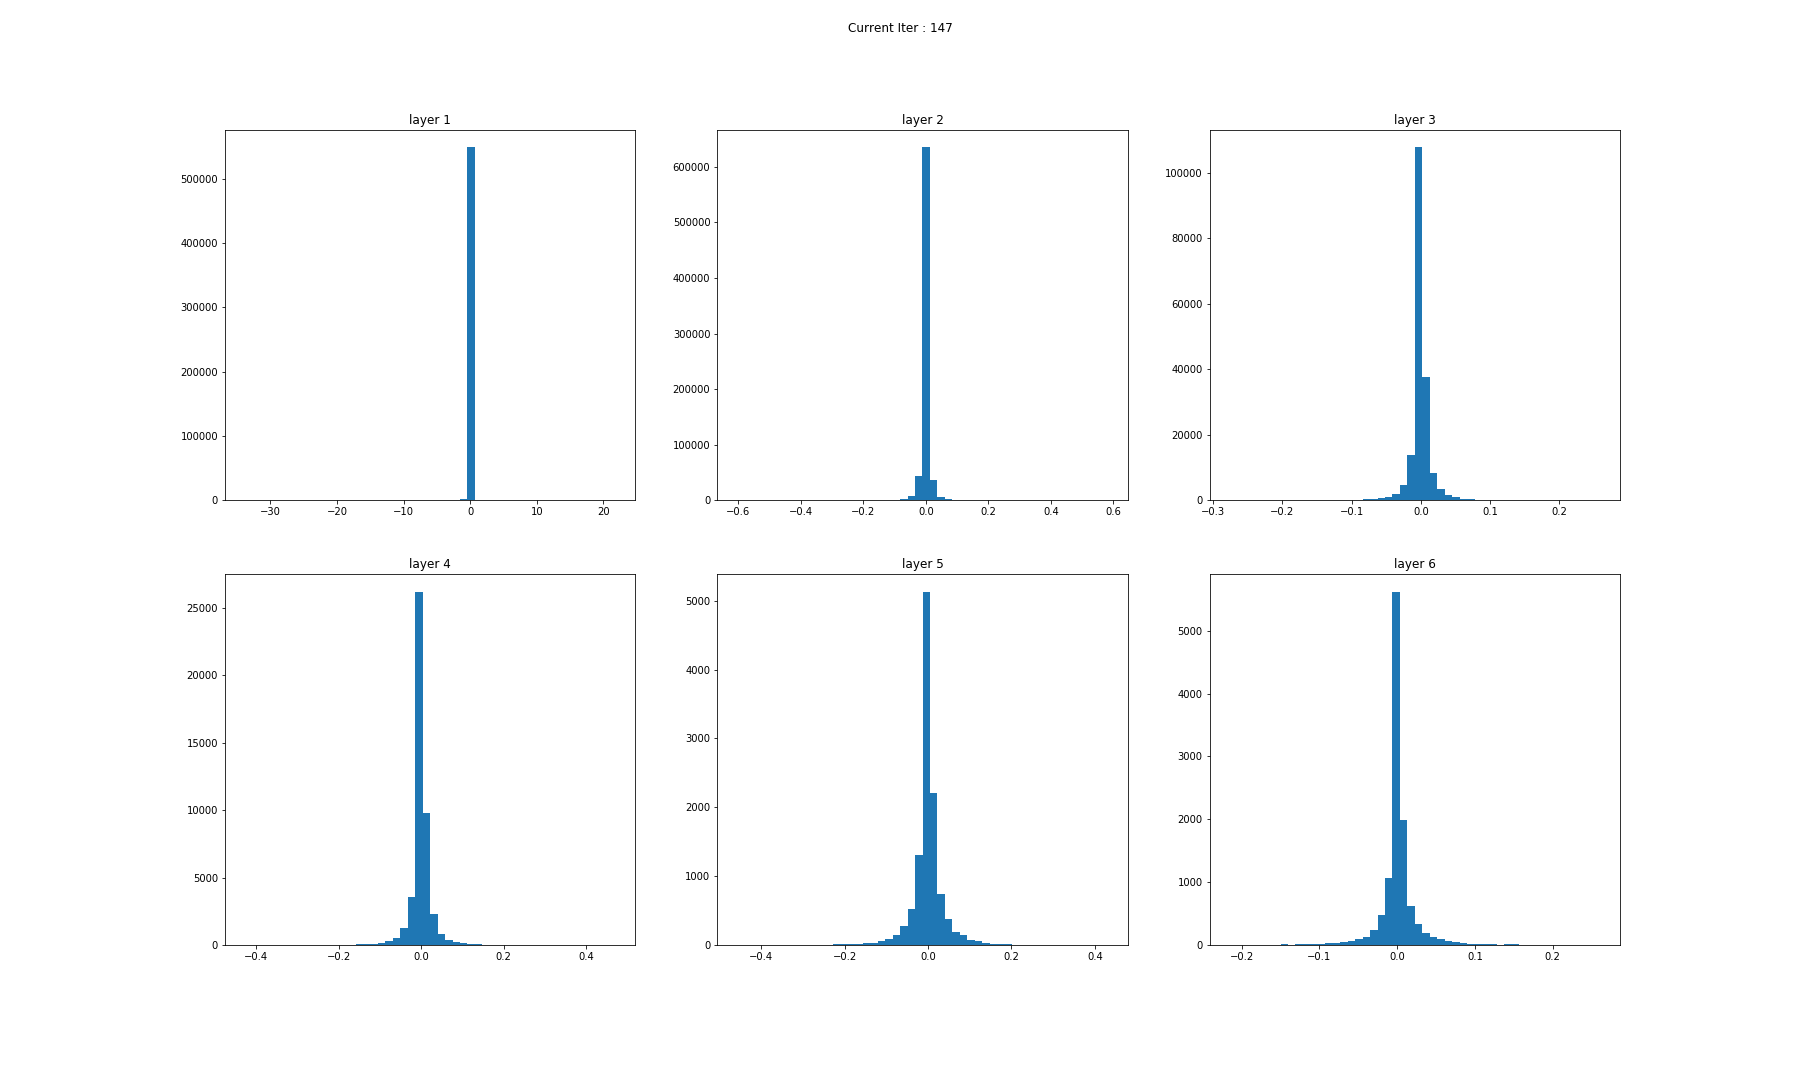 Current Iter : 147
layer 1
500000
400000
300000
200000
100000
0
−30 −20 −10 0 10 20
layer 2
600000
500000
400000
300000
200000
100000
0
−0.6 −0.4 −0.2 0.0 0.2 0.4 0.6
layer 3
100000
80000
60000
40000
20000
0
−0.3 −0.2 −0.1 0.0 0.1 0.2
layer 4
25000
20000
15000
10000
5000
0
−0.4 −0.2 0.0 0.2 0.4
layer 5
5000
4000
3000
2000
1000
0
−0.4 −0.2 0.0 0.2 0.4
layer 6
5000
4000
3000
2000
1000
0
−0.2 −0.1 0.0 0.1 0.2